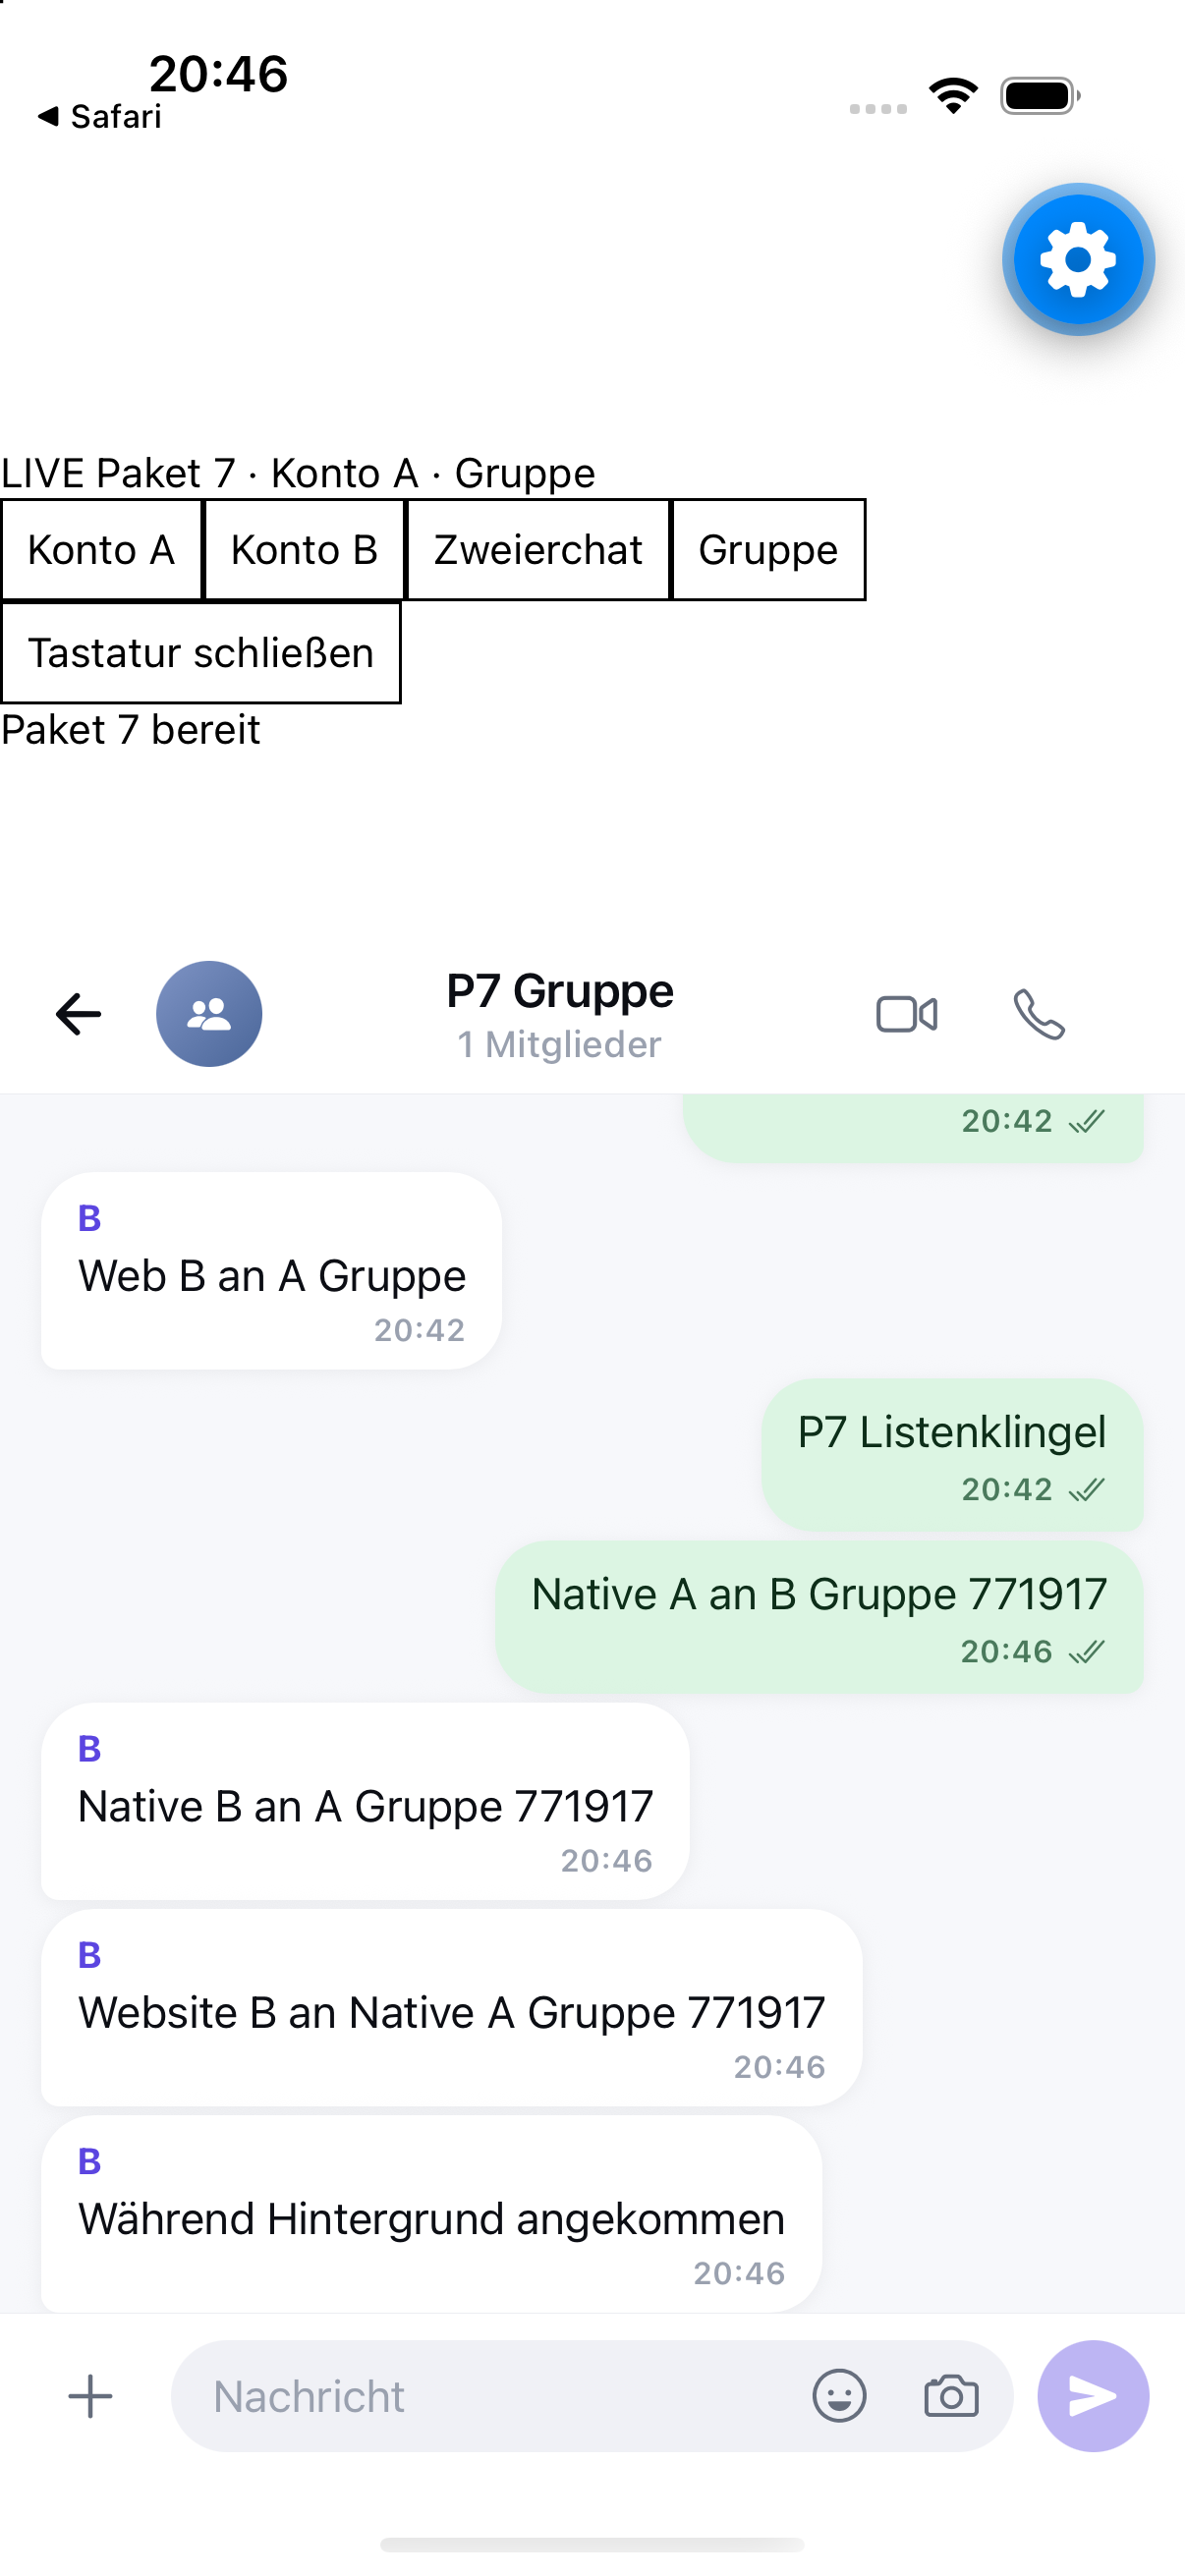 20:46
Safari
LIVE Paket 7 · Konto A · Gruppe
Konto A Konto B Zweierchat Gruppe
Tastatur schließen
Paket 7 bereit
P7 Gruppe
1 Mitglieder
20:42
B
Web B an A Gruppe
20:42
P7 Listenklingel
20:42
Native A an B Gruppe 771917
20:46
B
Native B an A Gruppe 771917
20:46
B
Website B an Native A Gruppe 771917
20:46
B
Während Hintergrund angekommen
20:46
Nachricht